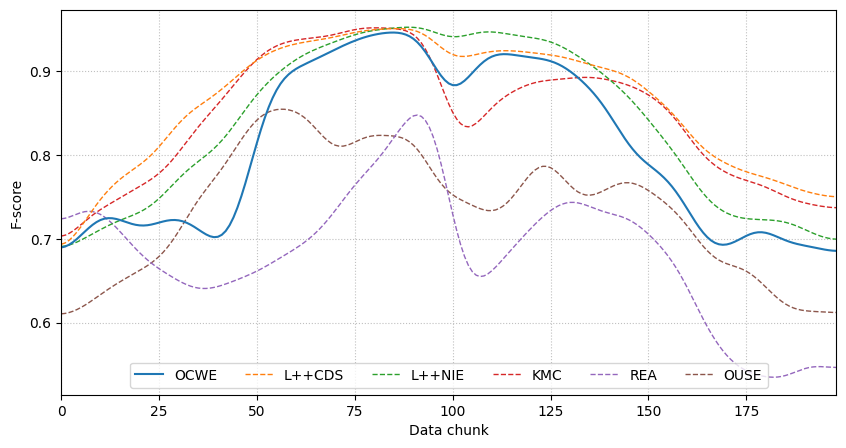 F-score
0.9
0.8
0.7
0.6
0 25 50 75 100 125 150 175
Data chunk
OCWE L++CDS L++NIE KMC REA OUSE